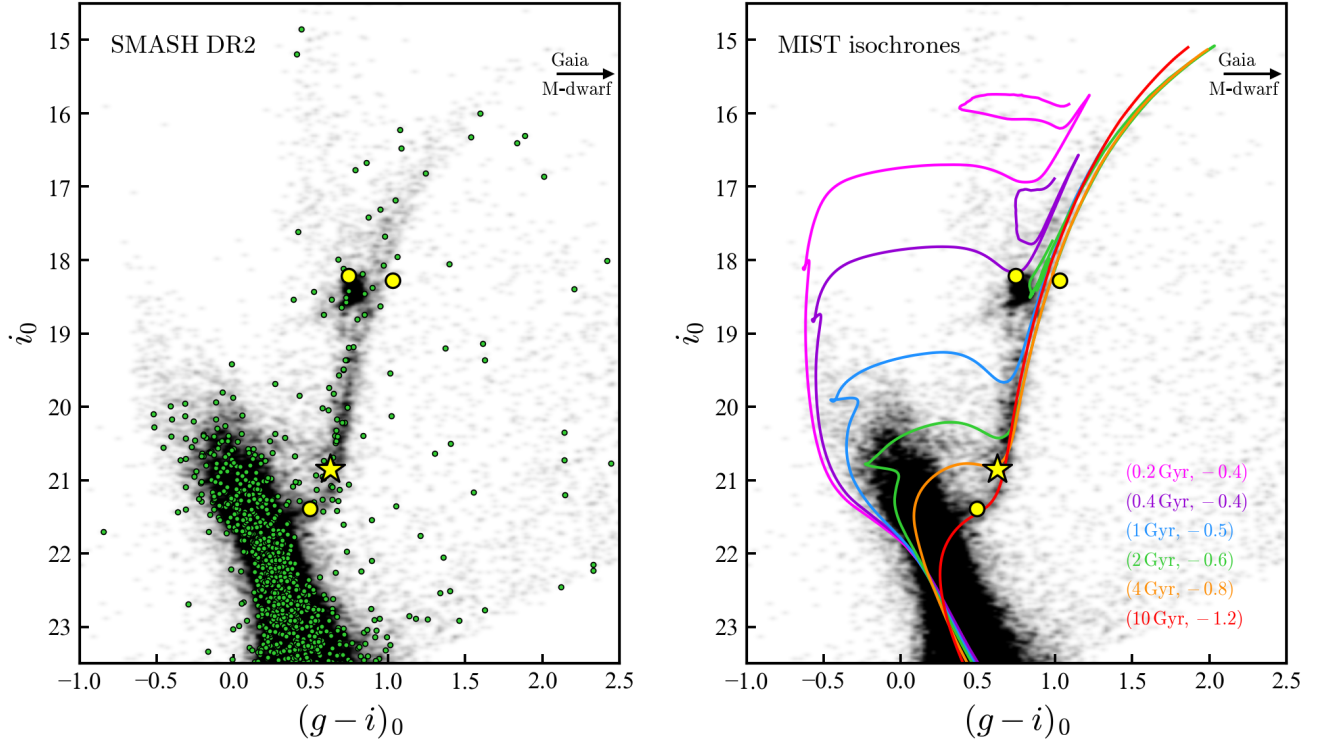 SMASH DR2
Gaia
M-dwarf
15
16
17
18
19
20
21
22
23
i₀
−1.0 −0.5 0.0 0.5 1.0 1.5 2.0 2.5
(g − i)₀
MIST isochrones
Gaia
M-dwarf
15
16
17
18
19
20
21
22
23
i₀
(0.2 Gyr, −0.4)
(0.4 Gyr, −0.4)
(1 Gyr, −0.5)
(2 Gyr, −0.6)
(4 Gyr, −0.8)
(10 Gyr, −1.2)
−1.0 −0.5 0.0 0.5 1.0 1.5 2.0 2.5
(g − i)₀